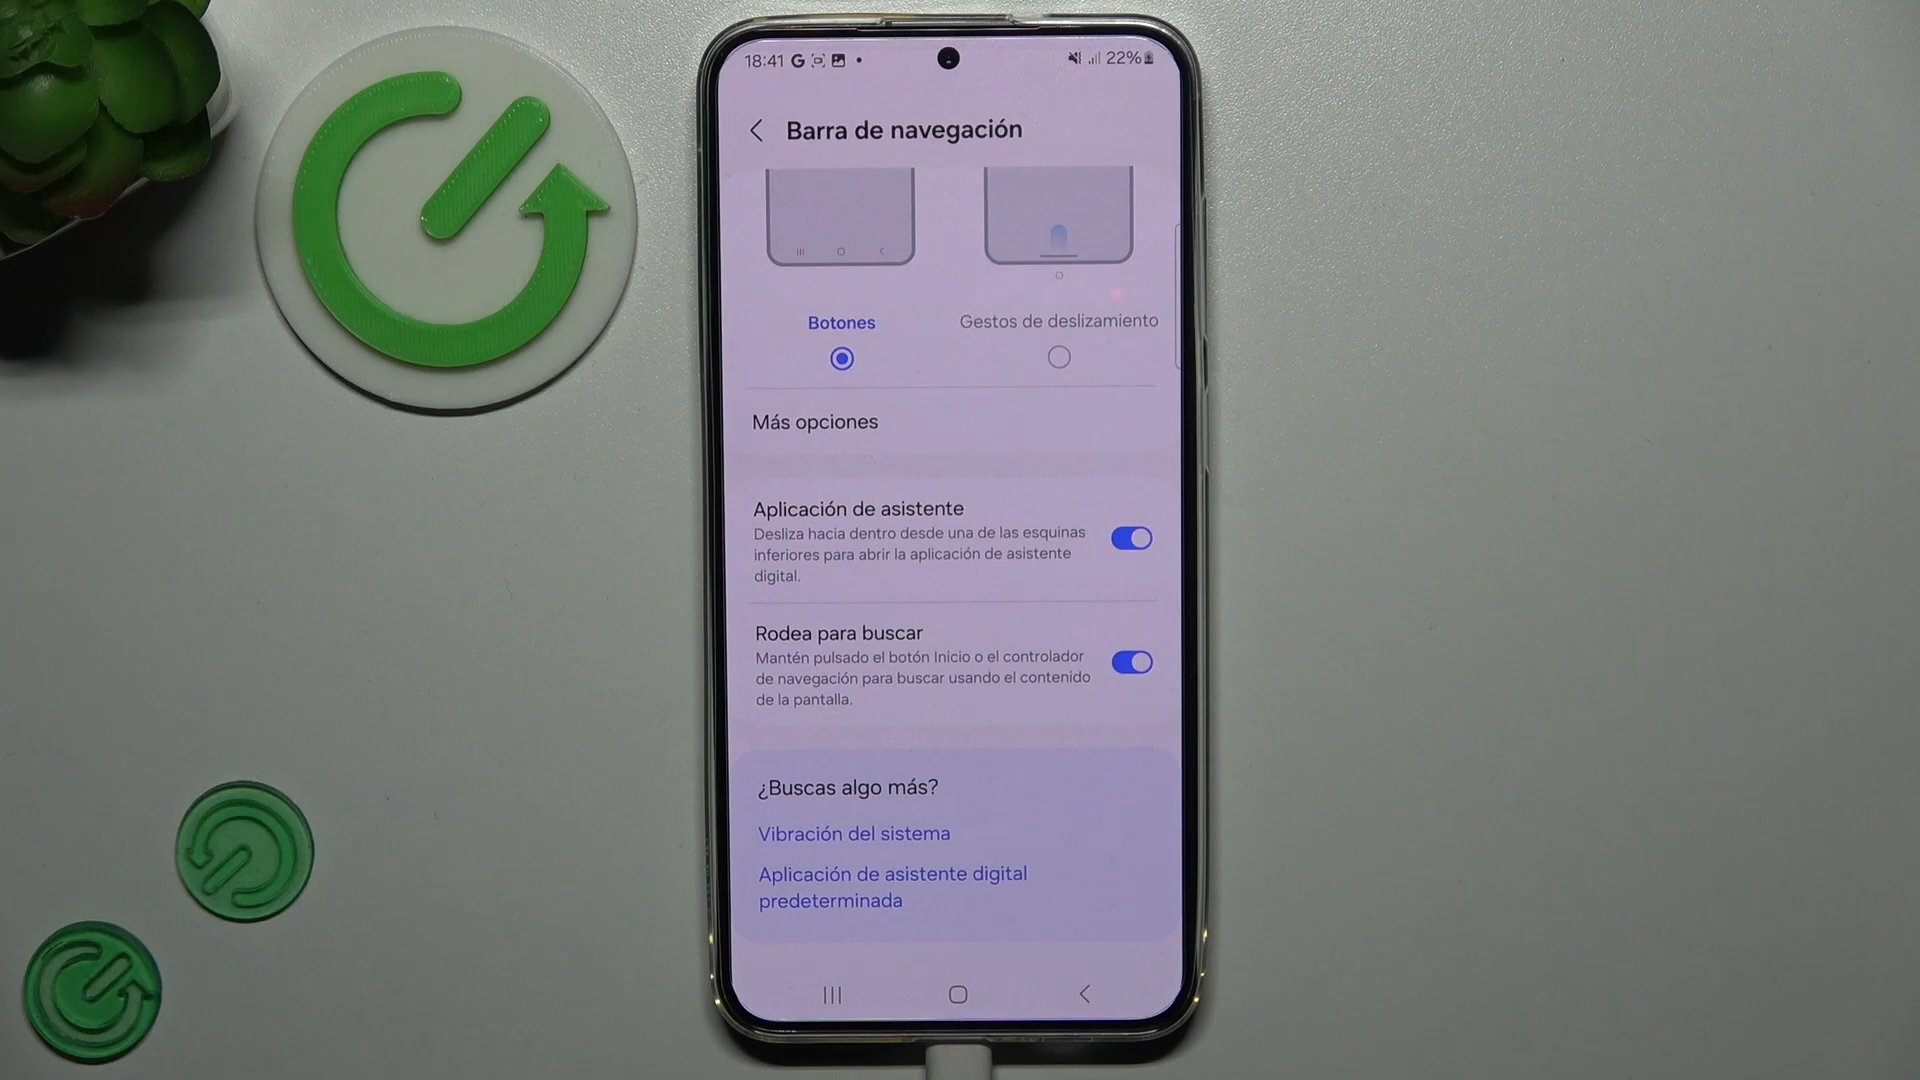 18:41 G
22%
Barra de navegación
Botones
Gestos de deslizamiento
Más opciones
Aplicación de asistente
Desliza hacia dentro desde una de las esquinas
inferiores para abrir la aplicación de asistente
digital.
Rodea para buscar
Mantén pulsado el botón Inicio o el controlador
de navegación para buscar usando el contenido
de la pantalla.
¿Buscas algo más?
Vibración del sistema
Aplicación de asistente digital
predeterminada